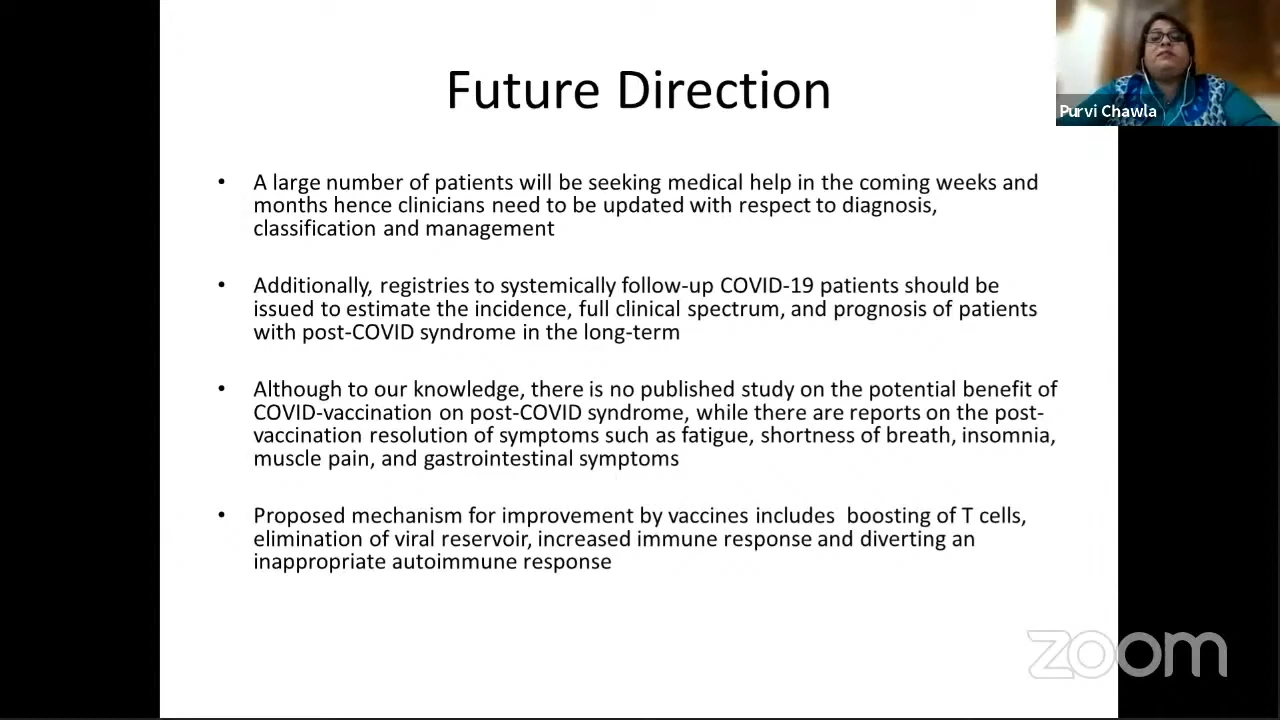 Future Direction
Purvi Chawla
• A large number of patients will be seeking medical help in the coming weeks and
months hence clinicians need to be updated with respect to diagnosis,
classification and management
• Additionally, registries to systemically follow-up COVID-19 patients should be
issued to estimate the incidence, full clinical spectrum, and prognosis of patients
with post-COVID syndrome in the long-term
• Although to our knowledge, there is no published study on the potential benefit of
COVID-vaccination on post-COVID syndrome, while there are reports on the post-
vaccination resolution of symptoms such as fatigue, shortness of breath, insomnia,
muscle pain, and gastrointestinal symptoms
• Proposed mechanism for improvement by vaccines includes  boosting of T cells,
elimination of viral reservoir, increased immune response and diverting an
inappropriate autoimmune response
zoom